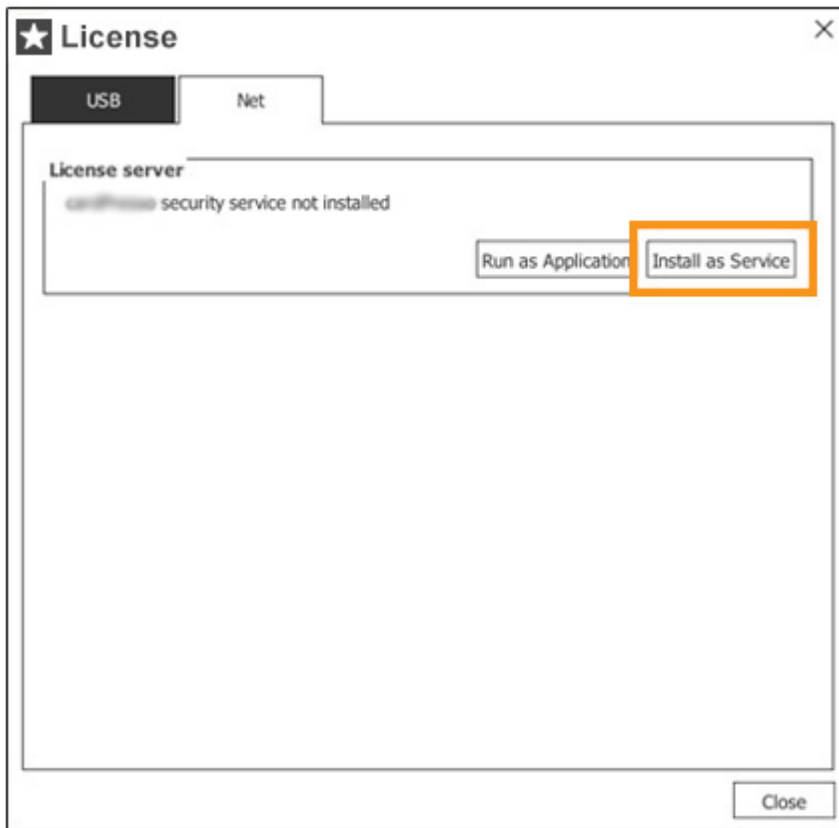 License
USB
Net
License server
security service not installed
Run as Application
Install as Service
Close